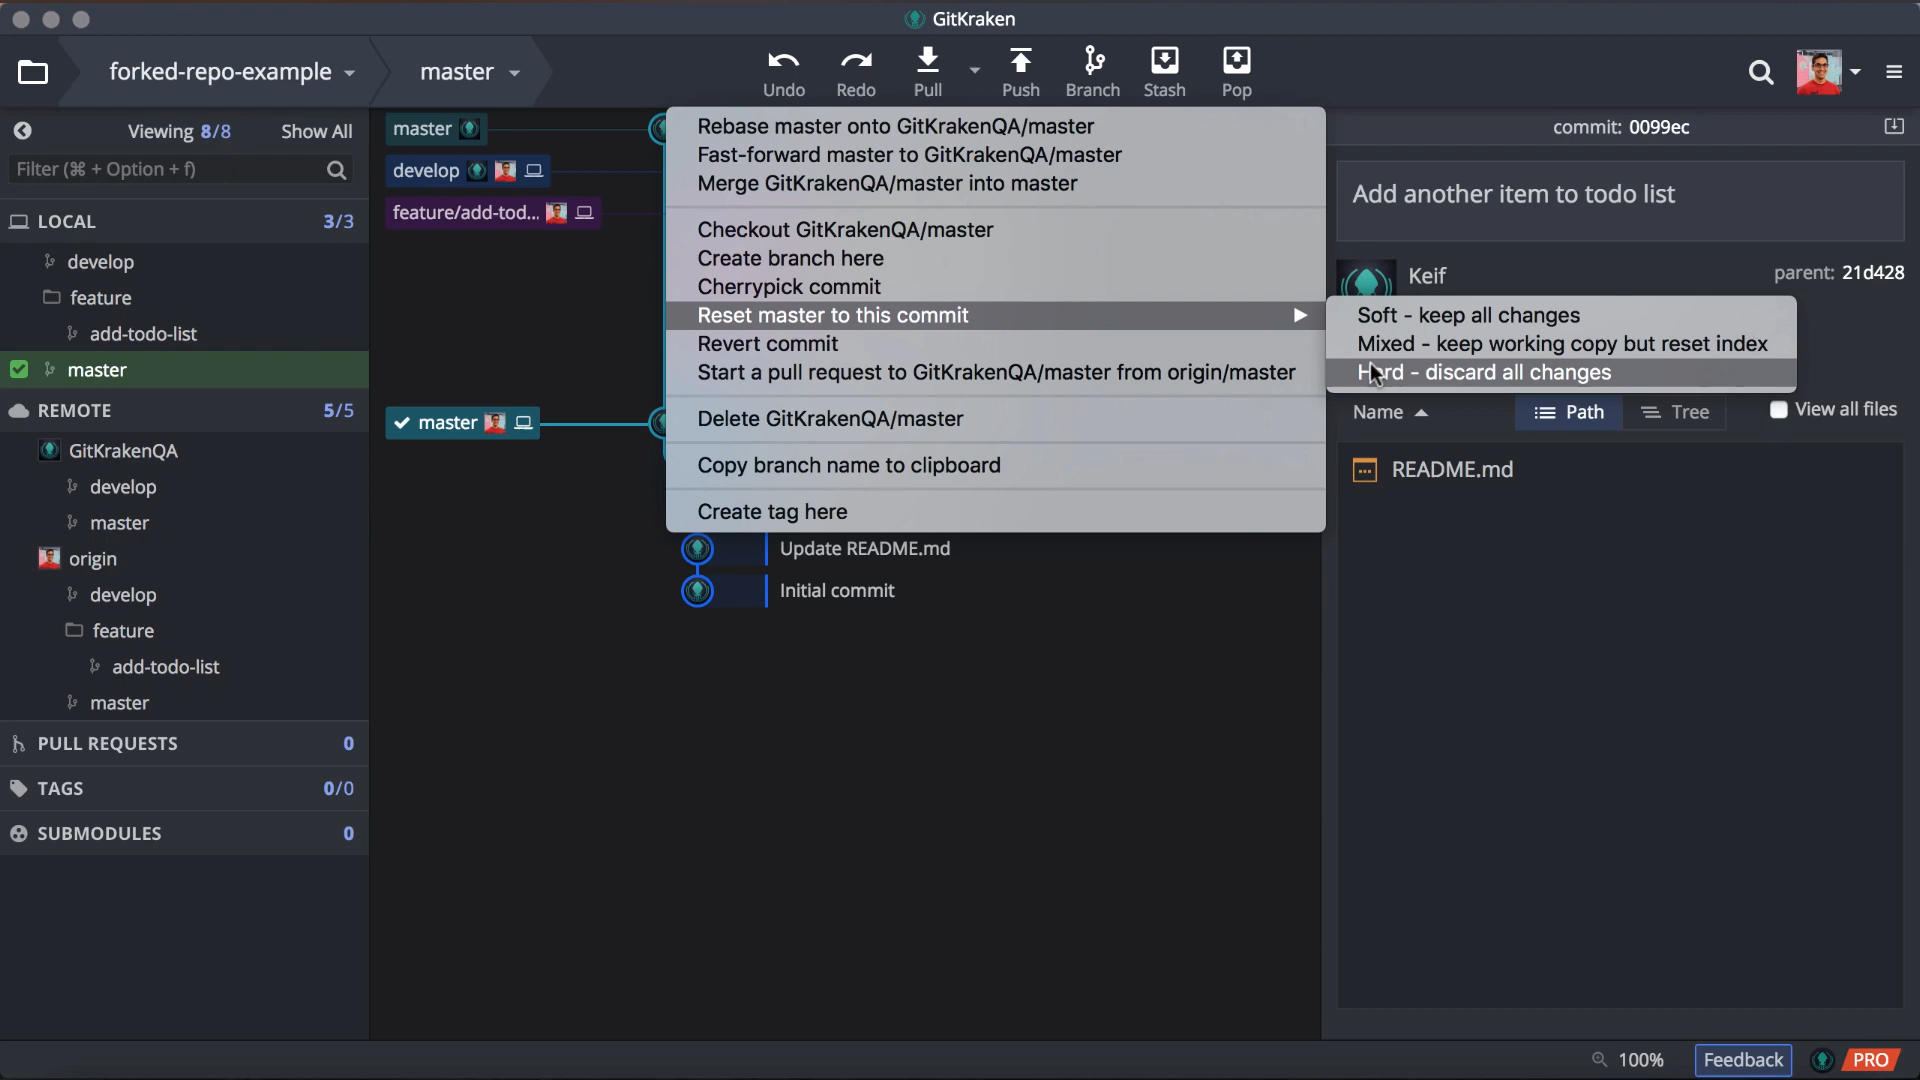 GitKraken
forked-repo-example
master
Undo
Redo
Pull
Push
Branch
Stash
Pop
Viewing 8/8
Show All
Filter (⌘ + Option + f)
LOCAL 3/3
develop
feature
add-todo-list
master
REMOTE 5/5
GitKrakenQA
develop
master
origin
develop
feature
add-todo-list
master
PULL REQUESTS 0
TAGS 0/0
SUBMODULES 0
master
develop
feature/add-tod...
master
Rebase master onto GitKrakenQA/master
Fast-forward master to GitKrakenQA/master
Merge GitKrakenQA/master into master
Checkout GitKrakenQA/master
Create branch here
Cherrypick commit
Reset master to this commit
Revert commit
Start a pull request to GitKrakenQA/master from origin/master
Delete GitKrakenQA/master
Copy branch name to clipboard
Create tag here
Update README.md
Initial commit
Soft - keep all changes
Mixed - keep working copy but reset index
Hard - discard all changes
commit: 0099ec
Add another item to todo list
Keif
parent: 21d428
Name
Path
Tree
View all files
README.md
100%
Feedback
PRO